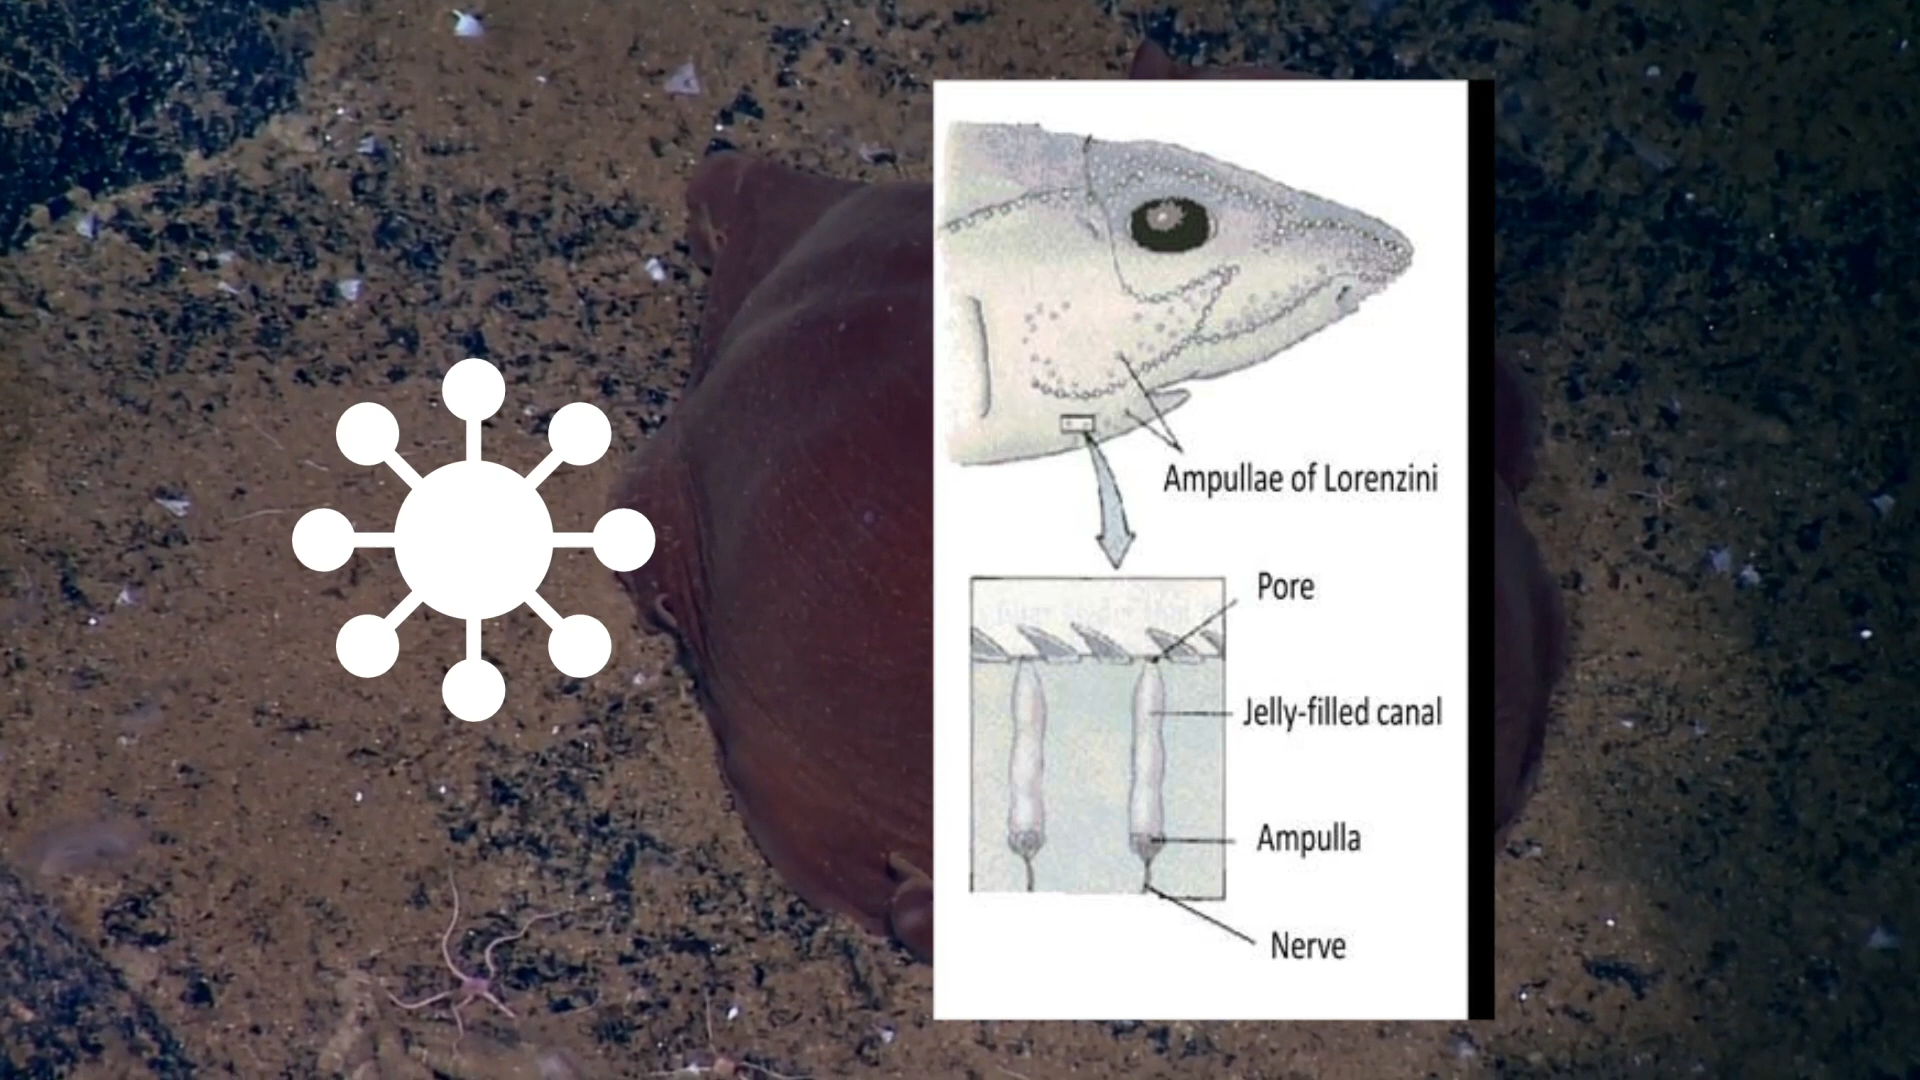 Ampullae of Lorenzini
Pore
Jelly-filled canal
Ampulla
Nerve